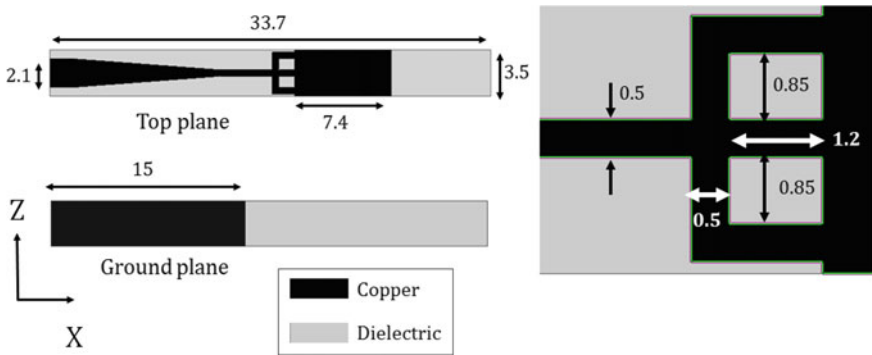 33.7
2.1
3.5
Top plane
7.4
15
Z
Ground plane
X
Copper
Dielectric
0.5
0.85
1.2
0.85
0.5